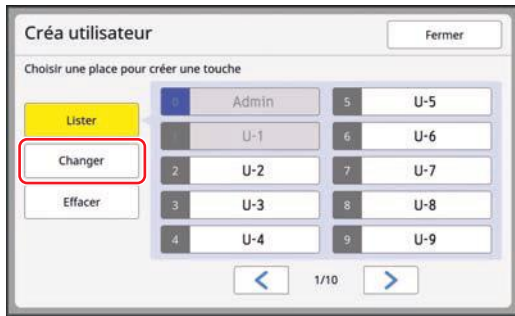 Créa utilisateur
Fermer
Choisir une place pour créer une touche
Lister
Changer
Effacer
0 Admin
1 U-1
2 U-2
3 U-3
4 U-4
5 U-5
6 U-6
7 U-7
8 U-8
9 U-9
1/10